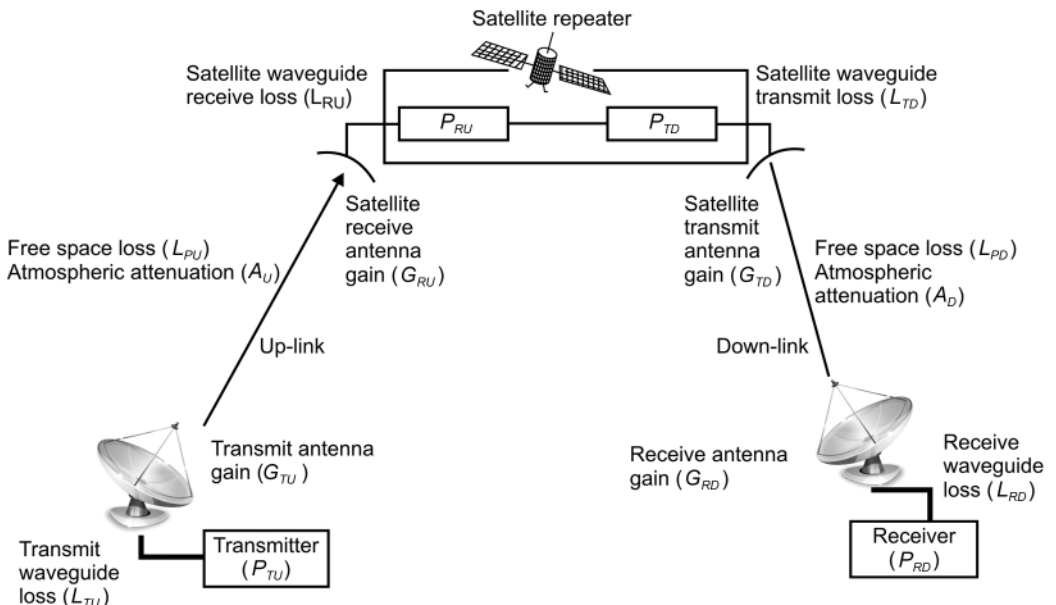 Satellite repeater
Satellite waveguide
receive loss (L_RU)
Satellite waveguide
transmit loss (L_TD)
P_RU
P_TD
Satellite
receive
antenna
gain (G_RU)
Satellite
transmit
antenna
gain (G_TD)
Free space loss (L_PU)
Atmospheric attenuation (A_U)
Free space loss (L_PD)
Atmospheric
attenuation (A_D)
Up-link
Down-link
Transmit antenna
gain (G_TU)
Receive antenna
gain (G_RD)
Receive
waveguide
loss (L_RD)
Transmit
waveguide
loss (L_TU)
Transmitter
(P_TU)
Receiver
(P_RD)